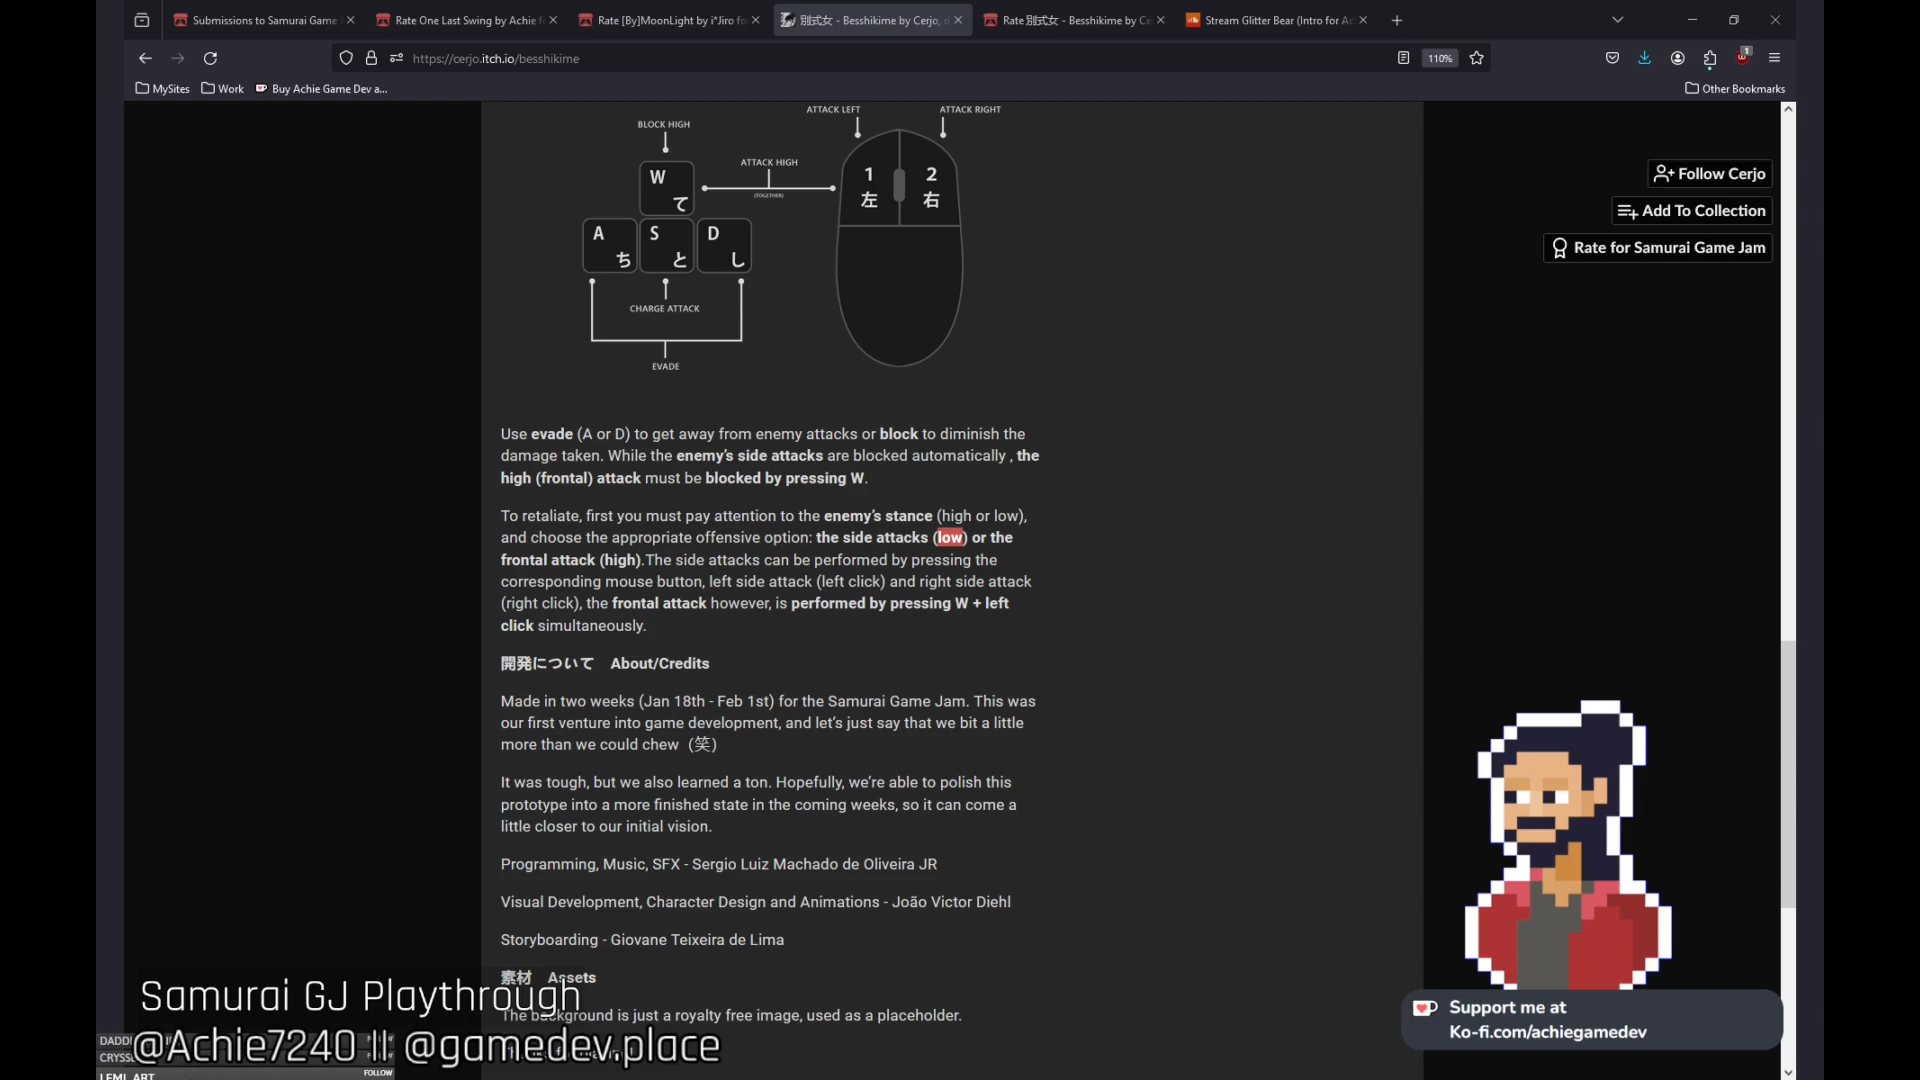 Submissions to Samurai Game
Rate One Last Swing by Achie f
Rate [By]MoonLight by i*Jiro fo
別式女 - Besshikime by Cerjo,
Rate 別式女 - Besshikime by Ce
Stream Glitter Bear (Intro for Ac
https://cerjo.itch.io/besshikime
110%
1
MySites
Work
Buy Achie Game Dev a...
Other Bookmarks
ATTACK LEFT
ATTACK RIGHT
BLOCK HIGH
ATTACK HIGH
(TOGETHER)
W
て
1
左
2
右
A
ち
S
と
D
し
CHARGE ATTACK
EVADE
Follow Cerjo
Add To Collection
Rate for Samurai Game Jam
Use evade (A or D) to get away from enemy attacks or block to diminish the
damage taken. While the enemy's side attacks are blocked automatically , the
high (frontal) attack must be blocked by pressing W.
To retaliate, first you must pay attention to the enemy's stance (high or low),
and choose the appropriate offensive option: the side attacks (low) or the
frontal attack (high).The side attacks can be performed by pressing the
corresponding mouse button, left side attack (left click) and right side attack
(right click), the frontal attack however, is performed by pressing W + left
click simultaneously.
開発について About/Credits
Made in two weeks (Jan 18th - Feb 1st) for the Samurai Game Jam. This was
our first venture into game development, and let's just say that we bit a little
more than we could chew （笑）
It was tough, but we also learned a ton. Hopefully, we're able to polish this
prototype into a more finished state in the coming weeks, so it can come a
little closer to our initial vision.
Programming, Music, SFX - Sergio Luiz Machado de Oliveira JR
Visual Development, Character Design and Animations - João Victor Diehl
Storyboarding - Giovane Teixeira de Lima
素材 Assets
The background is just a royalty free image, used as a placeholder.
Samurai GJ Playthrough
@Achie7240 || @gamedev.place
LEMI_ART
FOLLOW
Support me at
Ko-fi.com/achiegamedev